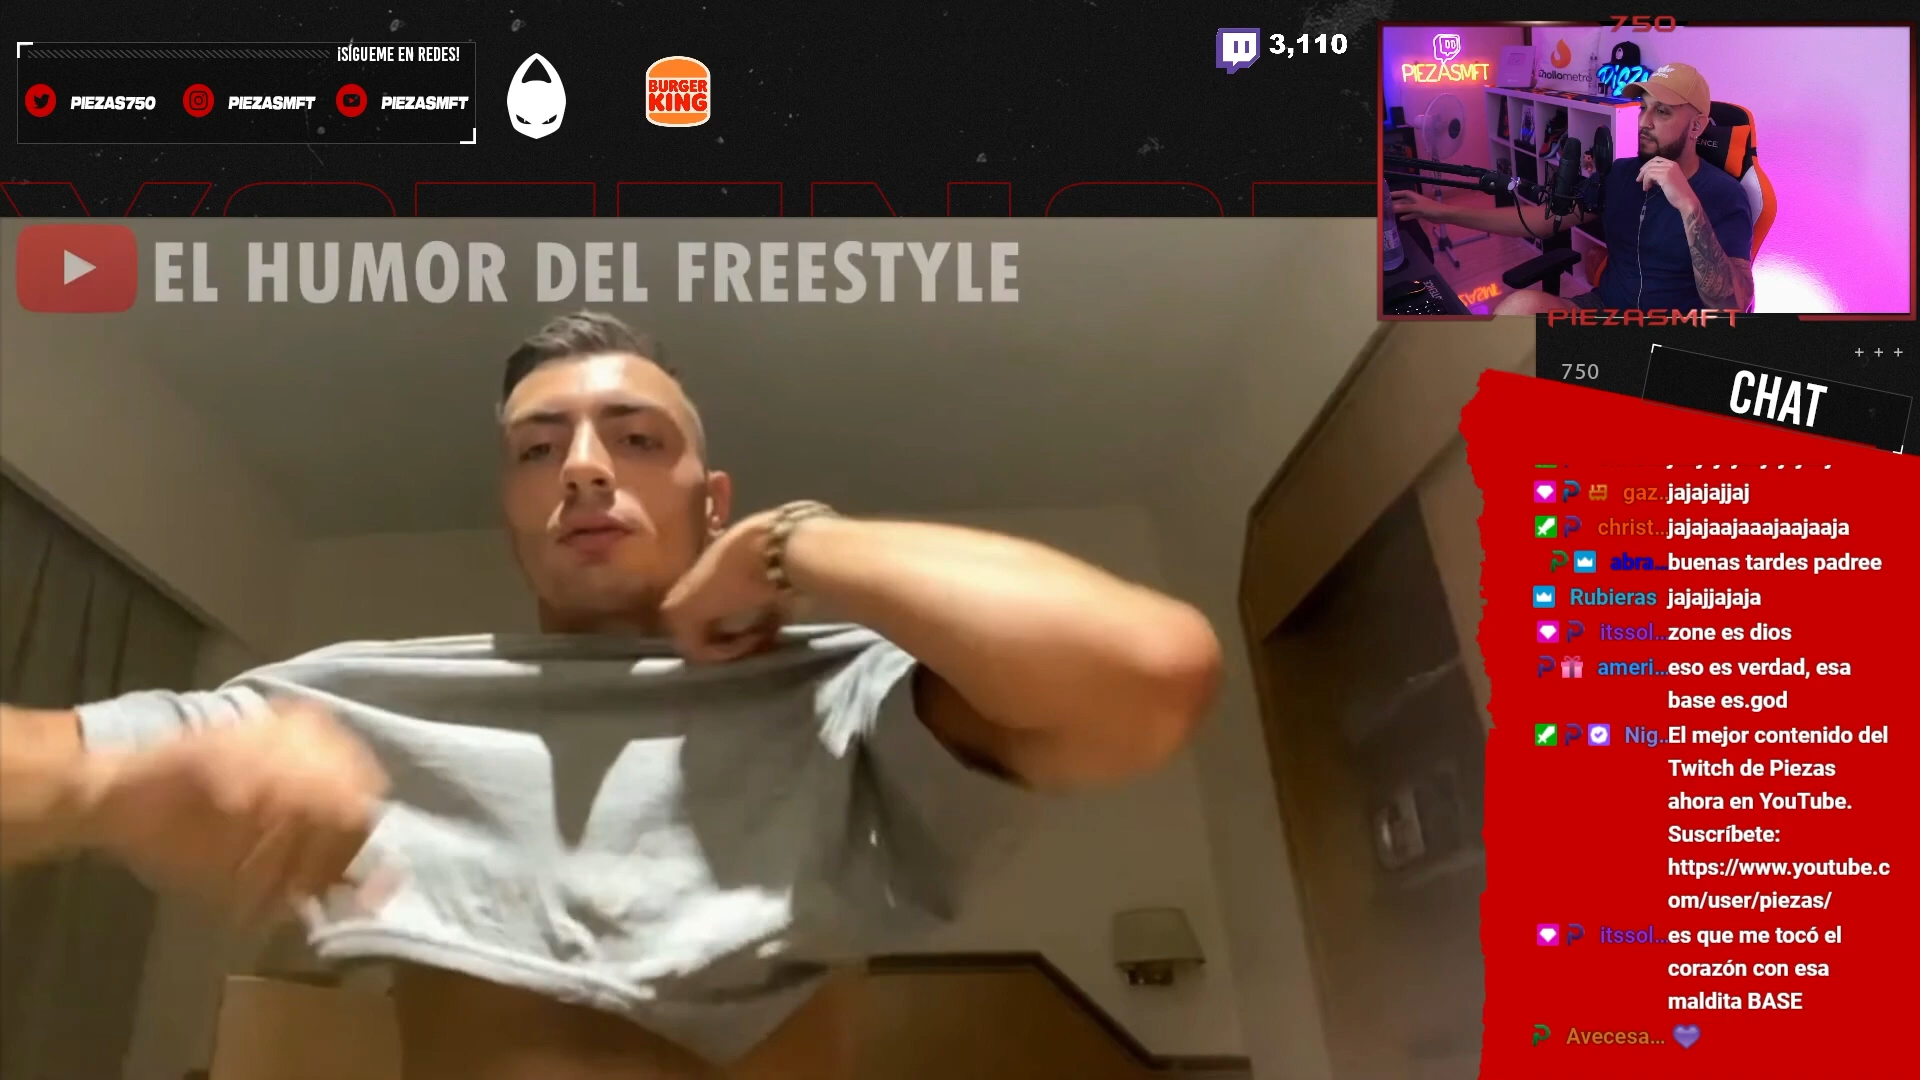 ¡SÍGUEME EN REDES!
PIEZAS750 PIEZASMFT PIEZASMFT
BURGER
KING
3,110
750
PIEZASMFT
chollometro
PIEZASMFT
EL HUMOR DEL FREESTYLE
750
CHAT
gaz.. jajajajjaj
christ... jajajaajaaajaajaaja
abra... buenas tardes padree
Rubieras jajajjajaja
itssol... zone es dios
ameri... eso es verdad, esa
base es.god
Nig.. El mejor contenido del
Twitch de Piezas
ahora en YouTube.
Suscríbete:
https://www.youtube.c
om/user/piezas/
itssol... es que me tocó el
corazón con esa
maldita BASE
Avecesa...